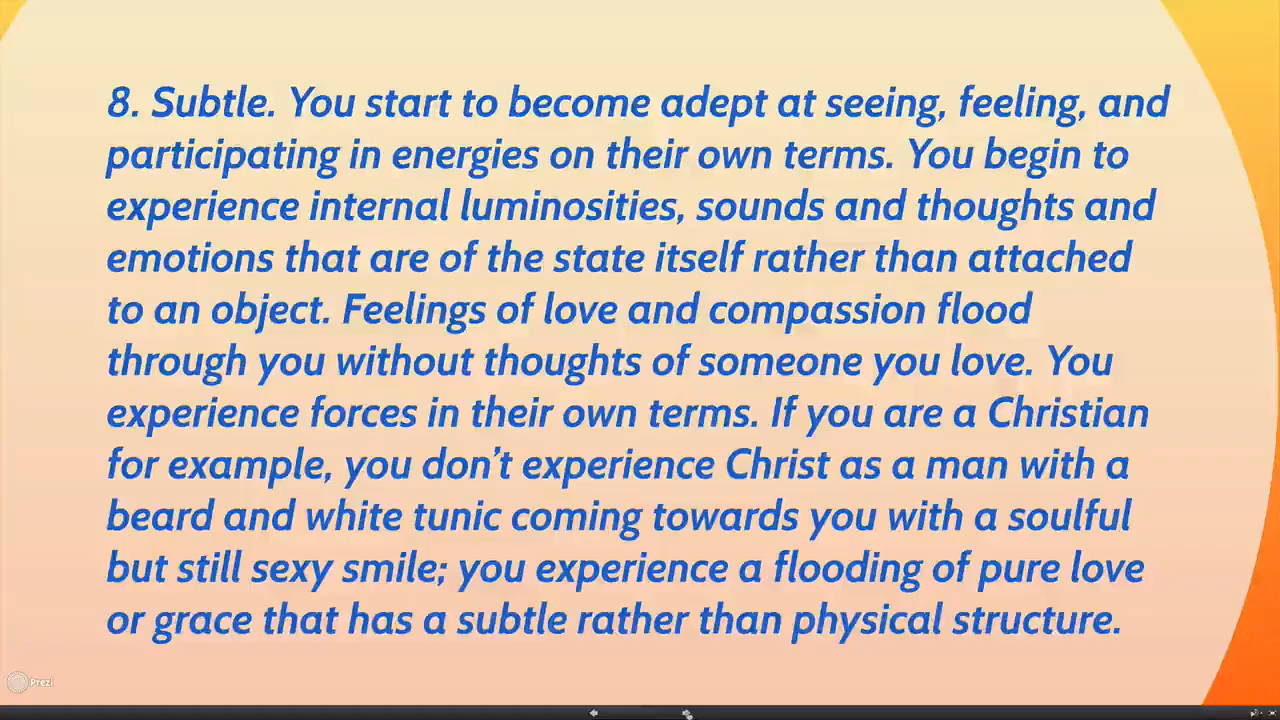 8. Subtle. You start to become adept at seeing, feeling, and
participating in energies on their own terms. You begin to
experience internal luminosities, sounds and thoughts and
emotions that are of the state itself rather than attached
to an object. Feelings of love and compassion flood
through you without thoughts of someone you love. You
experience forces in their own terms. If you are a Christian
for example, you don’t experience Christ as a man with a
beard and white tunic coming towards you with a soulful
but still sexy smile; you experience a flooding of pure love
or grace that has a subtle rather than physical structure.
Prezi